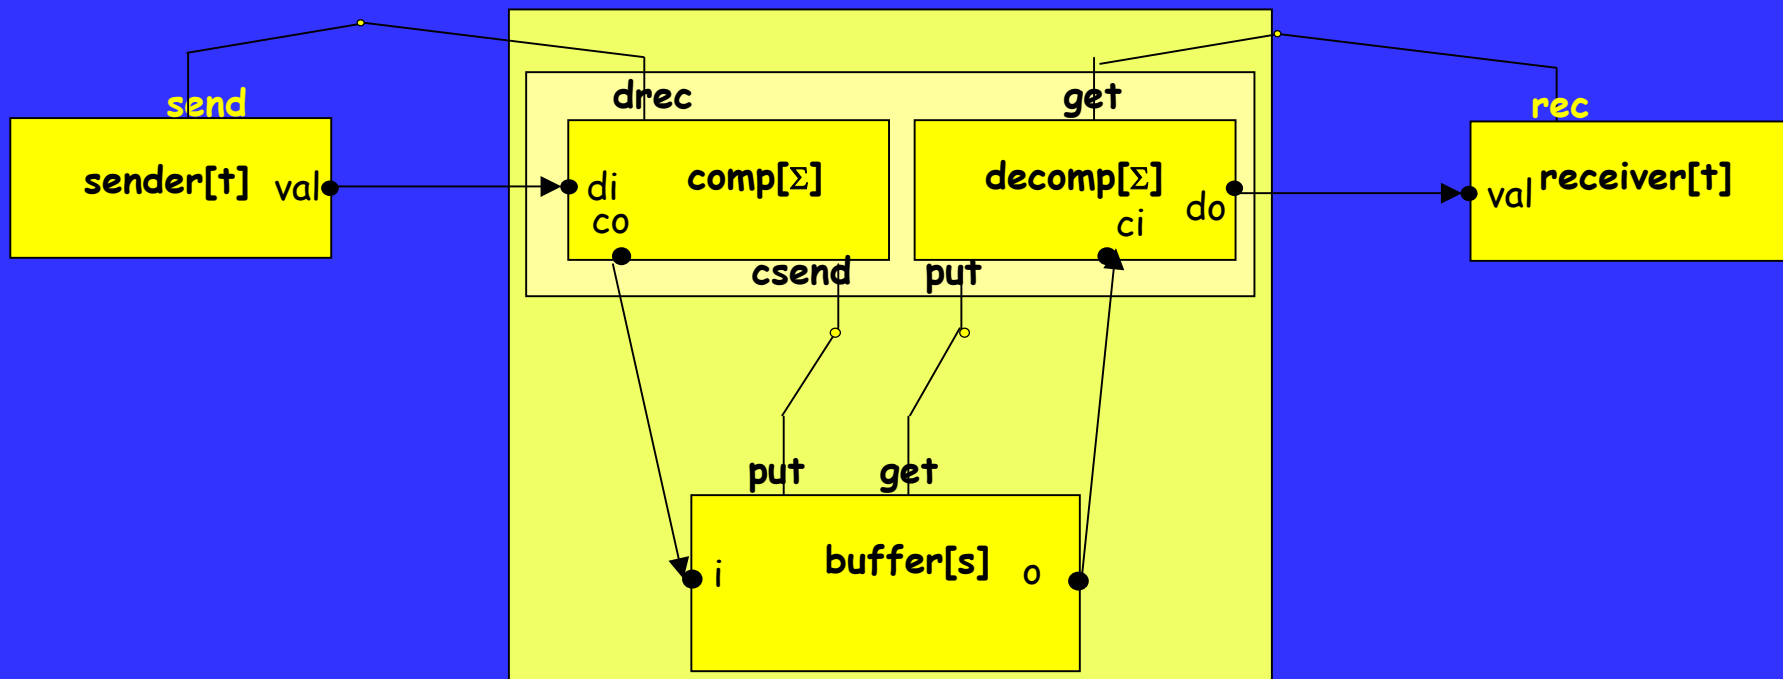 drec
get
send
rec
sender[t]
val
di
comp[Σ]
co
decomp[Σ]
do
ci
val
receiver[t]
csend
put
put
get
buffer[s]
i
o